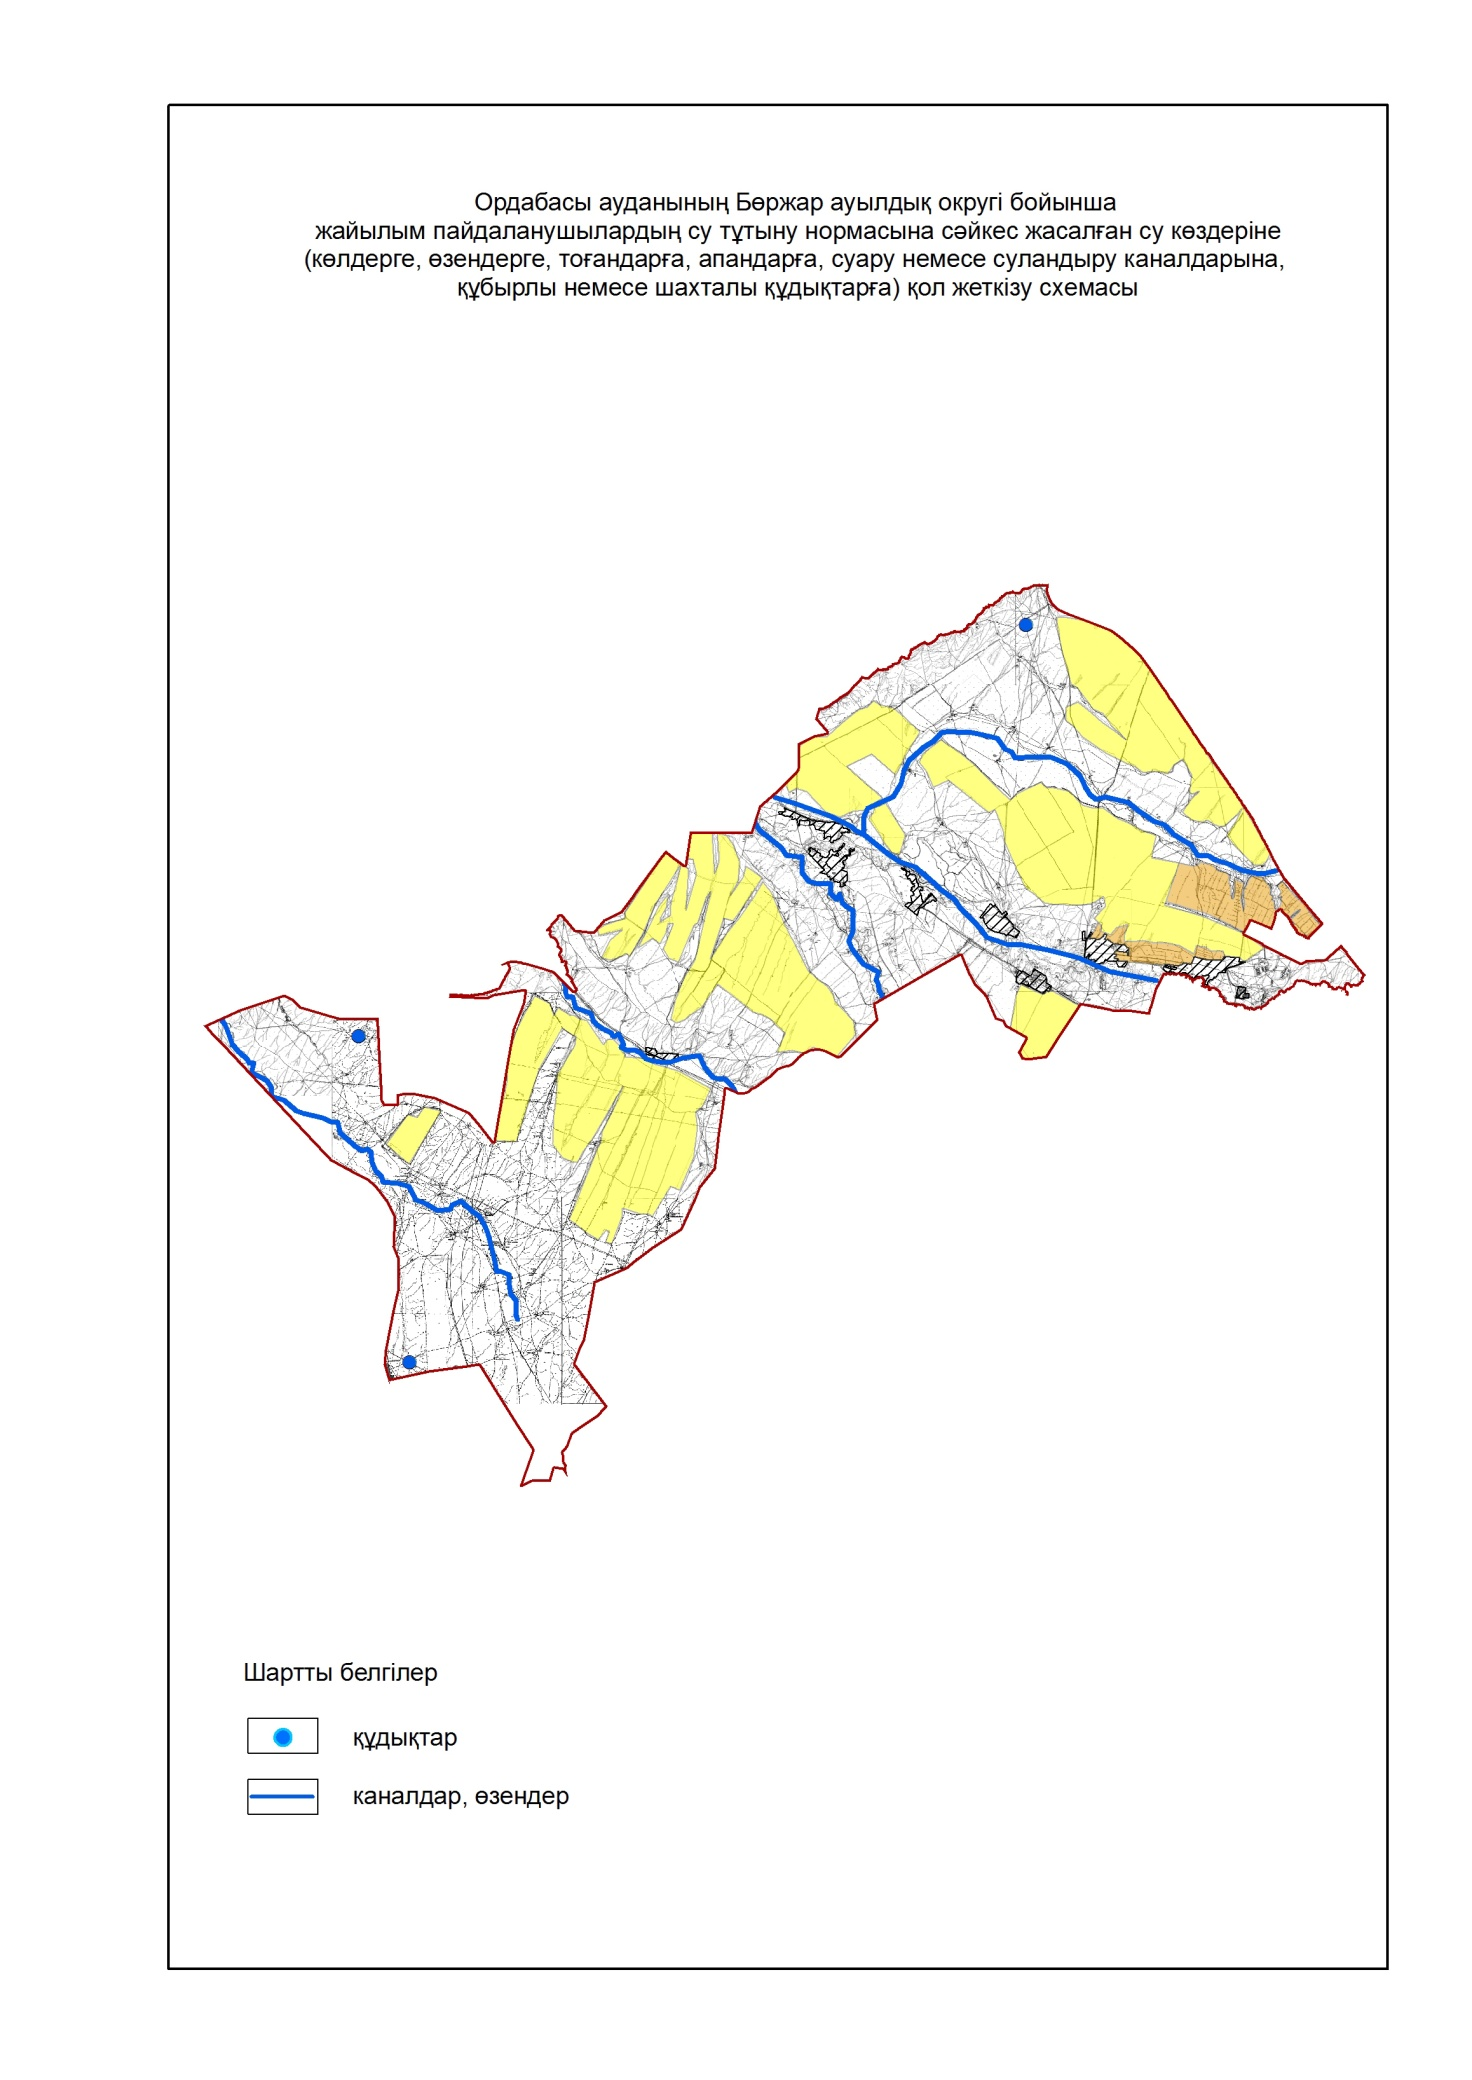 Ордабасы ауданының Бөржар ауылдық округі бойынша
жайылым пайдаланушылардың су тұтыну нормасына сәйкес жасалған су көздеріне
(көлдерге, өзендерге, тоғандарға, апандарға, суару немесе суландыру каналдарына,
құбырлы немесе шахталы құдықтарға) қол жеткізу схемасы
Шартты белгілер
құдықтар
каналдар, өзендер